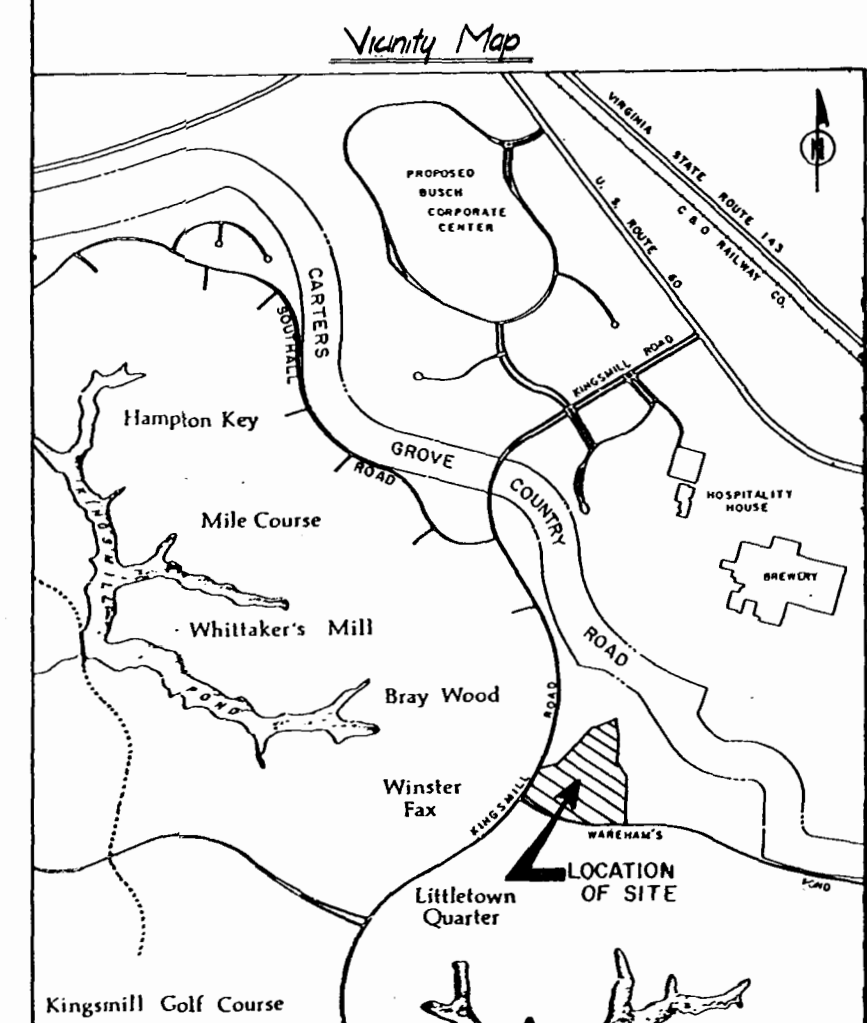 Vicinity Map
VIRGINIA STATE ROUTE 143
C & O RAILWAY CO.
U. S. ROUTE 60
N
PROPOSED
BUSCH
CORPORATE
CENTER
CARTERS
GROVE
COUNTRY
ROAD
SOUTHALL
ROAD
KINGSMILL ROAD
Hampton Key
HOSPITALITY
HOUSE
Mile Course
BREWERY
KINGSMILL
POND
Whittaker's Mill
Bray Wood
ROAD
KINGSMILL
Winster
Fax
WAREHAM'S
POND
LOCATION
OF SITE
Littletown
Quarter
Kingsmill Golf Course